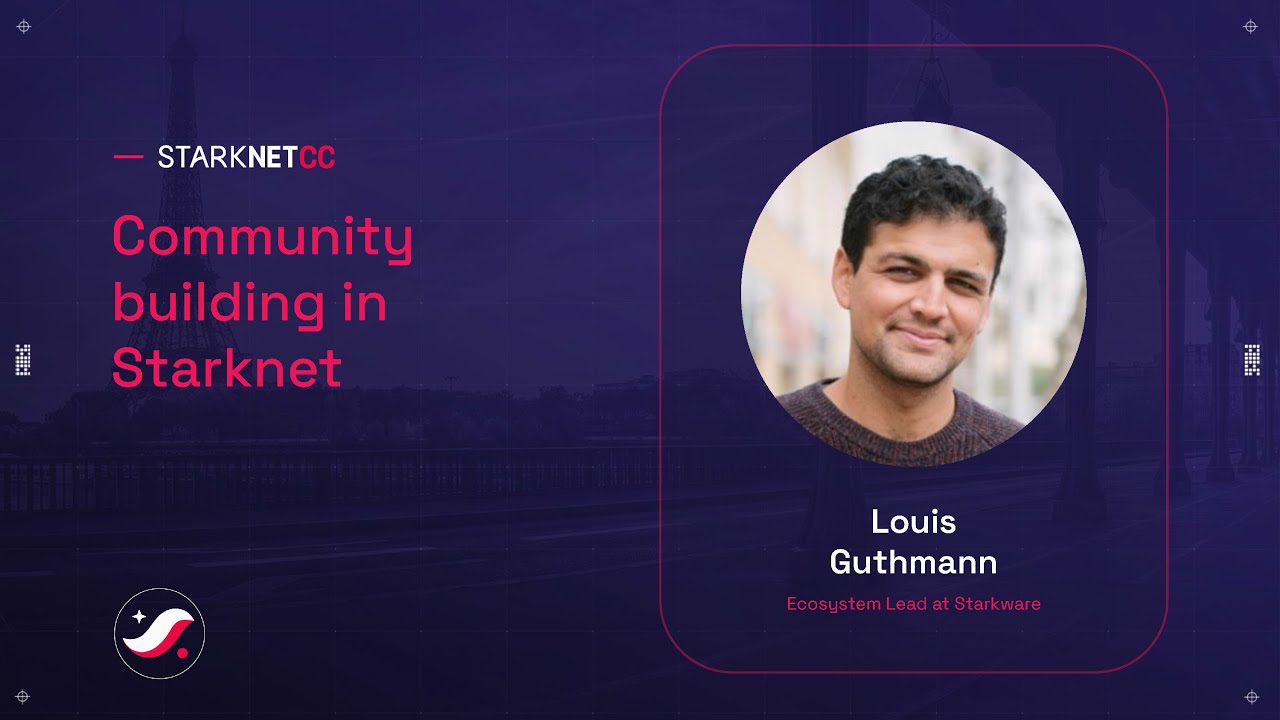 STARKNETCC
Community
building in
Starknet
Louis
Guthmann
Ecosystem Lead at Starkware